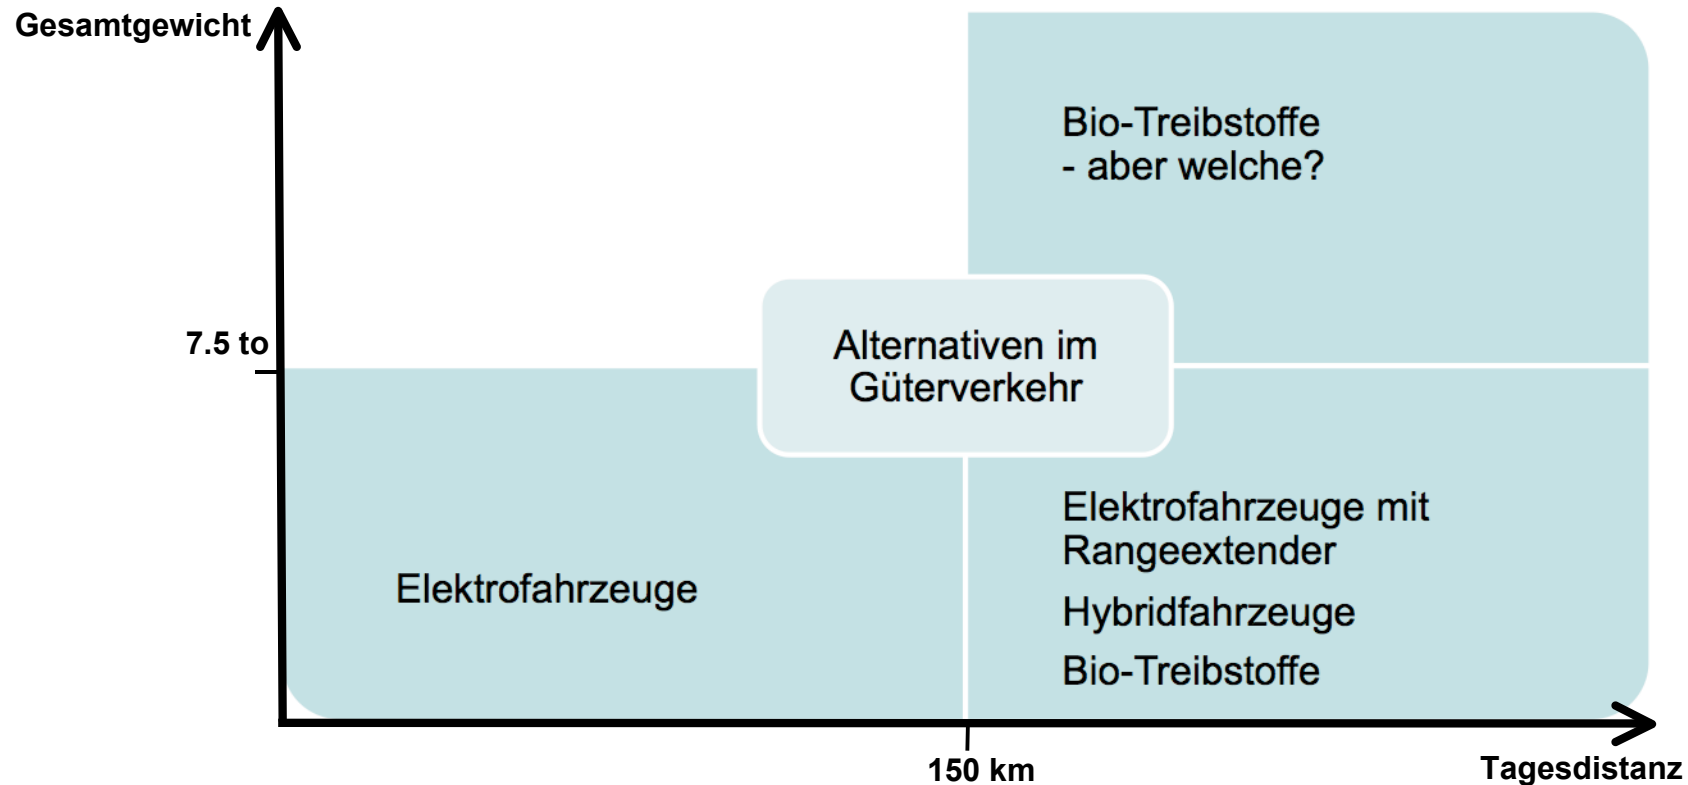 Gesamtgewicht
Bio-Treibstoffe
- aber welche?
7.5 to
Alternativen im
Güterverkehr
Elektrofahrzeuge
Elektrofahrzeuge mit
Rangeextender
Hybridfahrzeuge
Bio-Treibstoffe
150 km
Tagesdistanz